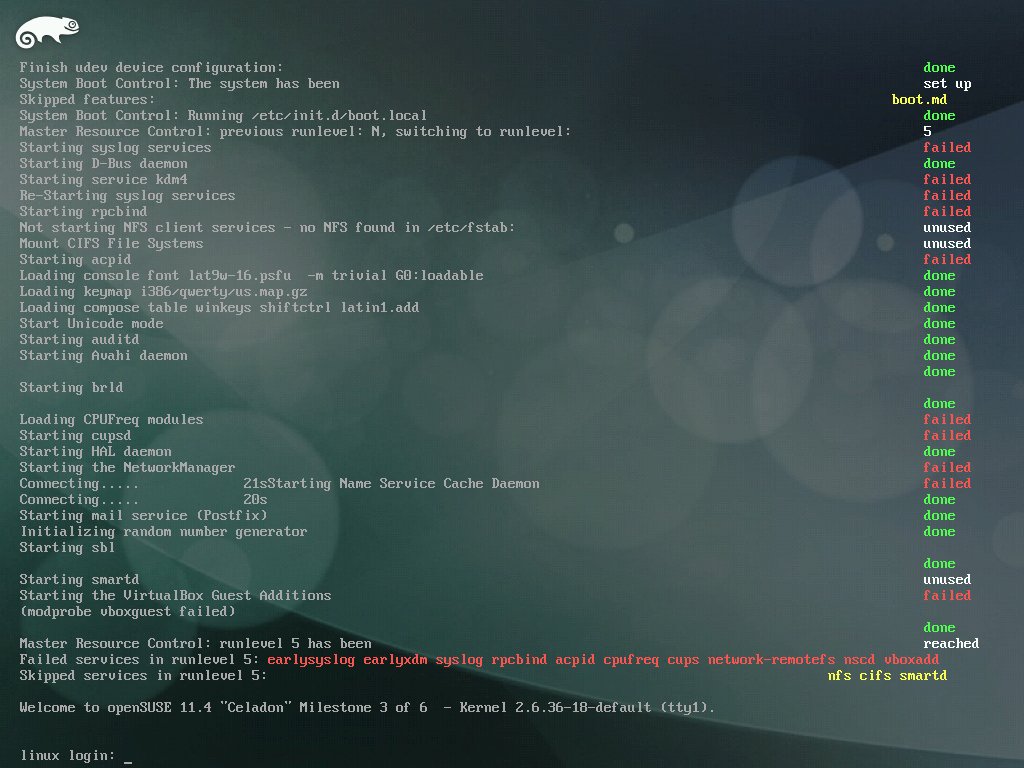 Finish udev device configuration: done
System Boot Control: The system has been set up
Skipped features: boot.md
System Boot Control: Running /etc/init.d/boot.local done
Master Resource Control: previous runlevel: N, switching to runlevel: 5
Starting syslog services failed
Starting D-Bus daemon done
Starting service kdm4 failed
Re-Starting syslog services failed
Starting rpcbind failed
Not starting NFS client services - no NFS found in /etc/fstab: unused
Mount CIFS File Systems unused
Starting acpid failed
Loading console font lat9w-16.psfu  -m trivial G0:loadable done
Loading keymap i386/qwerty/us.map.gz done
Loading compose table winkeys shiftctrl latin1.add done
Start Unicode mode done
Starting auditd done
Starting Avahi daemon done
done
Starting brld
done
Loading CPUFreq modules failed
Starting cupsd failed
Starting HAL daemon done
Starting the NetworkManager failed
Connecting..... 21sStarting Name Service Cache Daemon failed
Connecting..... 20s done
Starting mail service (Postfix) done
Initializing random number generator done
Starting sbl
done
Starting smartd unused
Starting the VirtualBox Guest Additions failed
(modprobe vboxguest failed)
done
Master Resource Control: runlevel 5 has been reached
Failed services in runlevel 5: earlysyslog earlyxdm syslog rpcbind acpid cpufreq cups network-remotefs nscd vboxadd
Skipped services in runlevel 5: nfs cifs smartd
Welcome to openSUSE 11.4 "Celadon" Milestone 3 of 6  - Kernel 2.6.36-18-default (tty1).
linux login: _